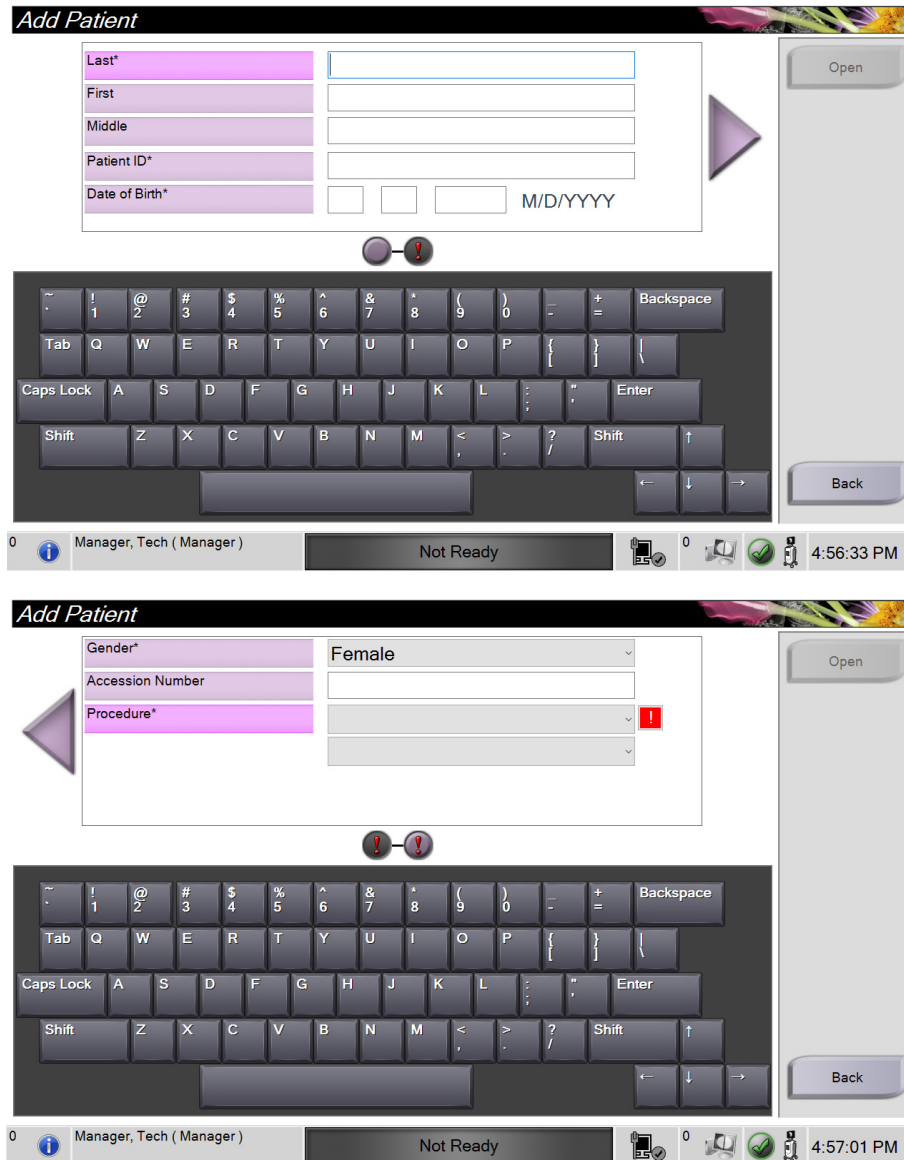 Add Patient
Last*
First
Middle
Patient ID*
Date of Birth*
M/D/YYYY
Open
~ ! @ # $ % ^ & * ( ) _ + Backspace
` 1 2 3 4 5 6 7 8 9 0 - =
Tab Q W E R T Y U I O P { } |
[ ] \
Caps Lock A S D F G H J K L : " Enter
; '
Shift Z X C V B N M < > ? Shift ↑
, . /
← ↓ →
Back
0 Manager, Tech ( Manager ) Not Ready 0 4:56:33 PM
Add Patient
Gender* Female
Accession Number
Procedure* !
Open
~ ! @ # $ % ^ & * ( ) _ + Backspace
` 1 2 3 4 5 6 7 8 9 0 - =
Tab Q W E R T Y U I O P { } |
[ ] \
Caps Lock A S D F G H J K L : " Enter
; '
Shift Z X C V B N M < > ? Shift ↑
, . /
← ↓ →
Back
0 Manager, Tech ( Manager ) Not Ready 0 4:57:01 PM